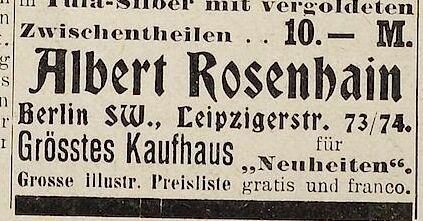 in Tula-Silber mit vergoldeten
Zwischentheilen . . 10.— M.
Albert Rosenhain
Berlin SW., Leipzigerstr. 73/74.
Grösstes Kaufhaus für „Neuheiten“.
Grosse illustr. Preisliste gratis und franco.